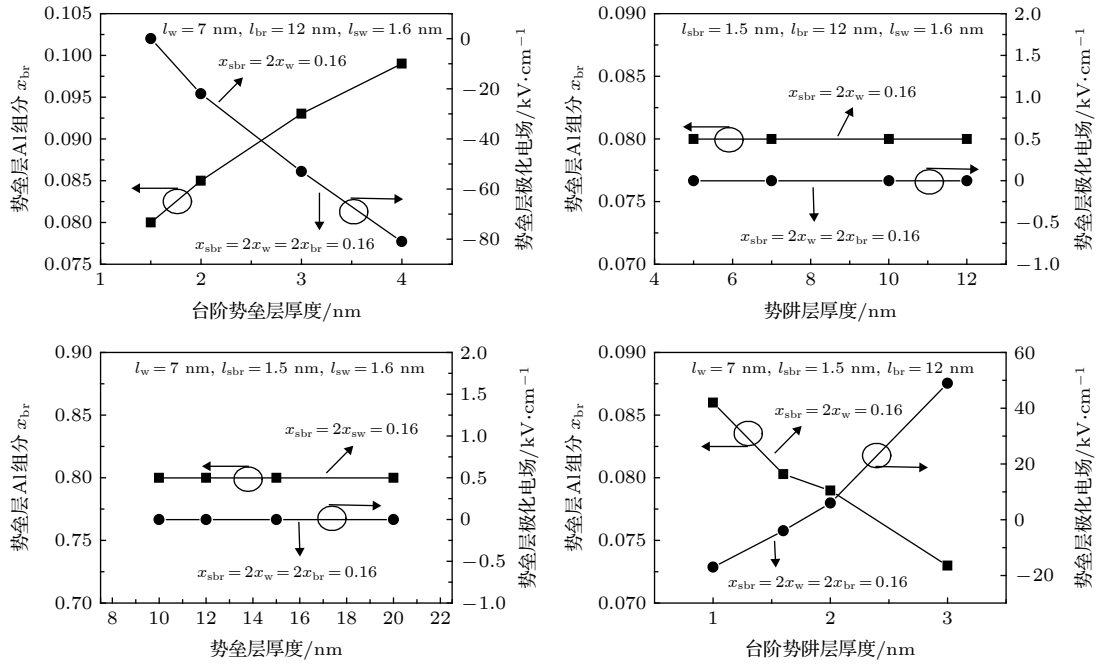 l_w = 7 nm, l_br = 12 nm, l_sw = 1.6 nm
x_sbr = 2x_w = 0.16
x_sbr = 2x_w = 2x_br = 0.16
势垒层Al组分 x_br
0.105
0.100
0.095
0.090
0.085
0.080
0.075
0
−20
−40
−60
−80
势垒层极化电场/kV·cm⁻¹
1 2 3 4
台阶势垒层厚度/nm
l_sbr = 1.5 nm, l_br = 12 nm, l_sw = 1.6 nm
x_sbr = 2x_w = 0.16
x_sbr = 2x_w = 2x_br = 0.16
势垒层Al组分 x_br
0.090
0.085
0.080
0.075
0.070
2.0
1.5
1.0
0.5
0
−0.5
−1.0
势垒层极化电场/kV·cm⁻¹
4 6 8 10 12
势阱层厚度/nm
l_w = 7 nm, l_sbr = 1.5 nm, l_sw = 1.6 nm
x_sbr = 2x_sw = 0.16
x_sbr = 2x_w = 2x_br = 0.16
势垒层Al组分 x_br
0.90
0.85
0.80
0.75
0.70
2.0
1.5
1.0
0.5
0
−0.5
−1.0
势垒层极化电场/kV·cm⁻¹
8 10 12 14 16 18 20 22
势垒层厚度/nm
l_w = 7 nm, l_sbr = 1.5 nm, l_br = 12 nm
x_sbr = 2x_w = 0.16
x_sbr = 2x_w = 2x_br = 0.16
势垒层Al组分 x_br
0.090
0.085
0.080
0.075
0.070
60
40
20
0
−20
势垒层极化电场/kV·cm⁻¹
1 2 3
台阶势阱层厚度/nm